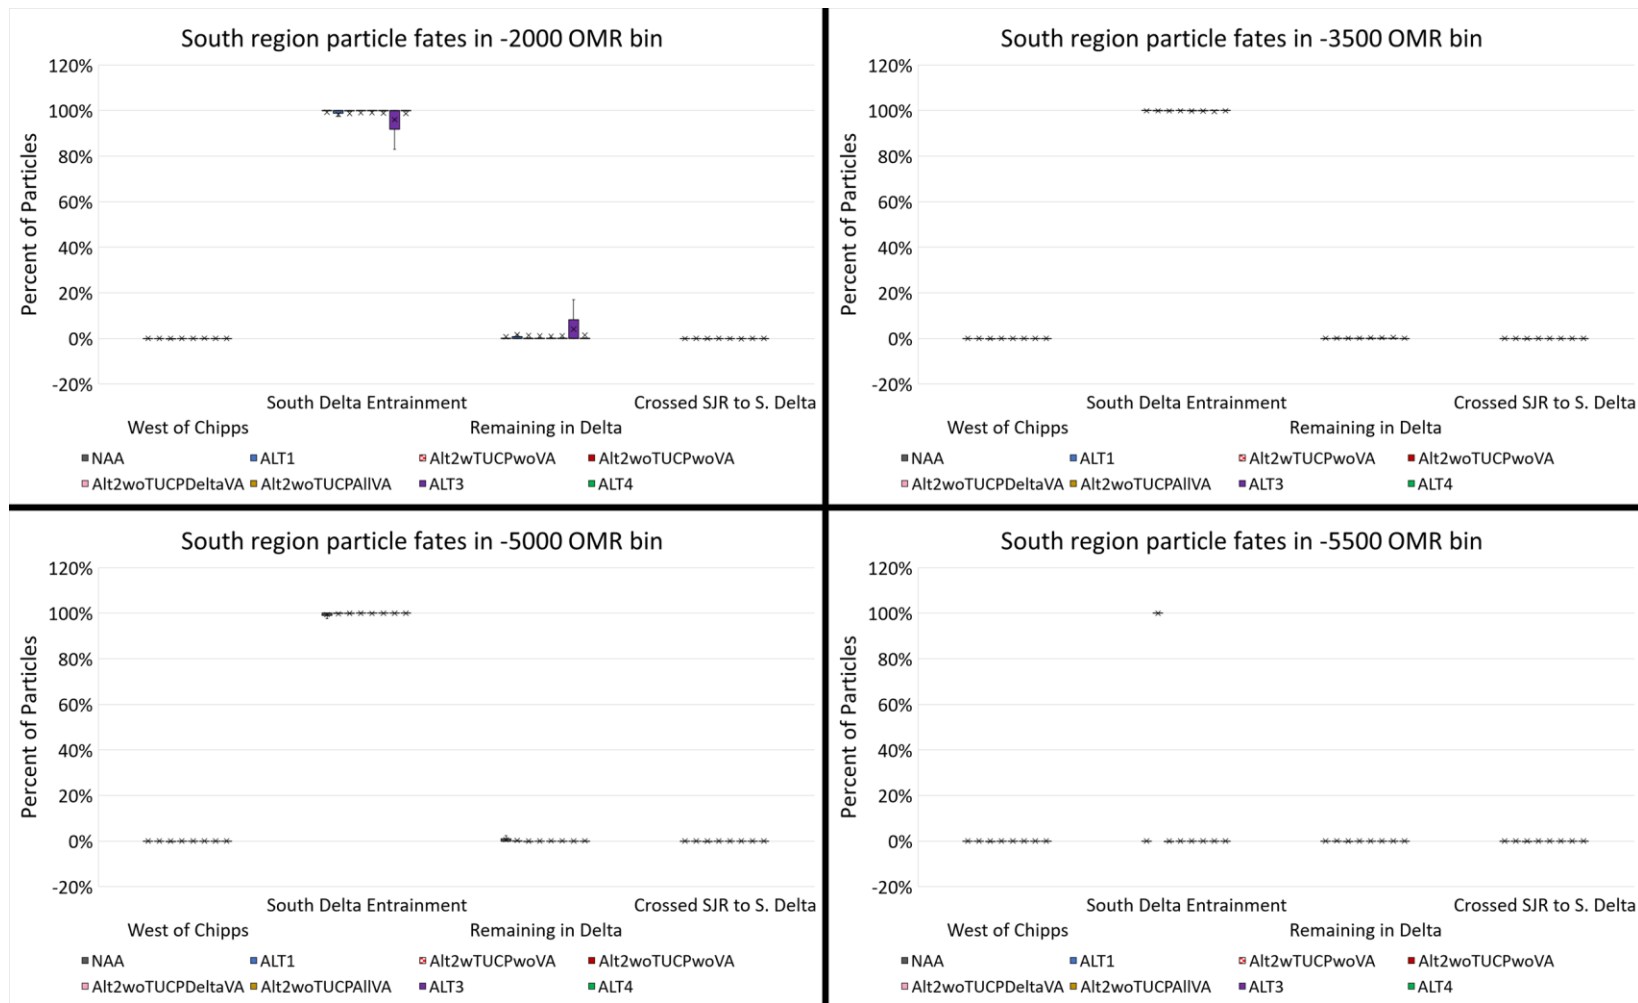 South region particle fates in -2000 OMR bin
120%
100%
80%
60%
40%
20%
0%
-20%
Percent of Particles
South Delta Entrainment Crossed SJR to S. Delta
West of Chipps Remaining in Delta
NAA ALT1 Alt2wTUCPwoVA Alt2woTUCPwoVA
Alt2woTUCPDeltaVA Alt2woTUCPAllVA ALT3 ALT4
South region particle fates in -3500 OMR bin
120%
100%
80%
60%
40%
20%
0%
-20%
Percent of Particles
South Delta Entrainment Crossed SJR to S. Delta
West of Chipps Remaining in Delta
NAA ALT1 Alt2wTUCPwoVA Alt2woTUCPwoVA
Alt2woTUCPDeltaVA Alt2woTUCPAllVA ALT3 ALT4
South region particle fates in -5000 OMR bin
120%
100%
80%
60%
40%
20%
0%
-20%
Percent of Particles
South Delta Entrainment Crossed SJR to S. Delta
West of Chipps Remaining in Delta
NAA ALT1 Alt2wTUCPwoVA Alt2woTUCPwoVA
Alt2woTUCPDeltaVA Alt2woTUCPAllVA ALT3 ALT4
South region particle fates in -5500 OMR bin
120%
100%
80%
60%
40%
20%
0%
-20%
Percent of Particles
South Delta Entrainment Crossed SJR to S. Delta
West of Chipps Remaining in Delta
NAA ALT1 Alt2wTUCPwoVA Alt2woTUCPwoVA
Alt2woTUCPDeltaVA Alt2woTUCPAllVA ALT3 ALT4